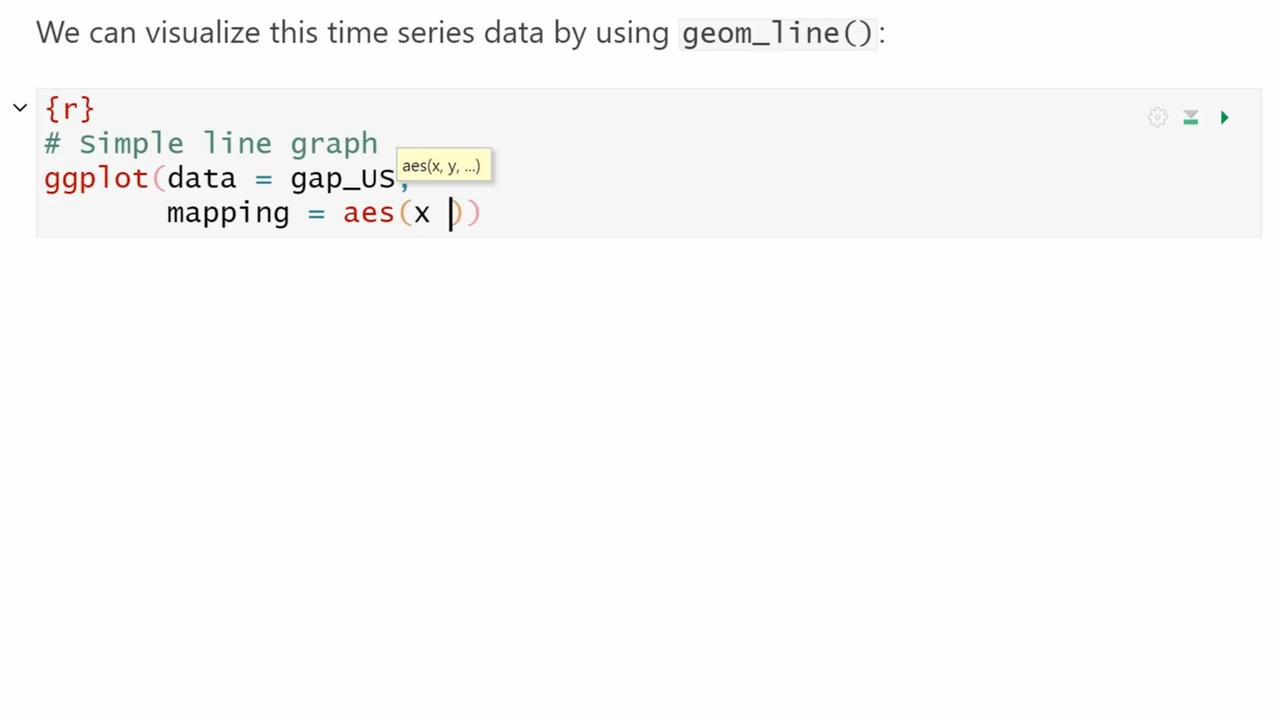 We can visualize this time series data by using geom_line():
{r}
# Simple line graph
aes(x, y, ...)
ggplot(data = gap_US,
mapping = aes(x ))